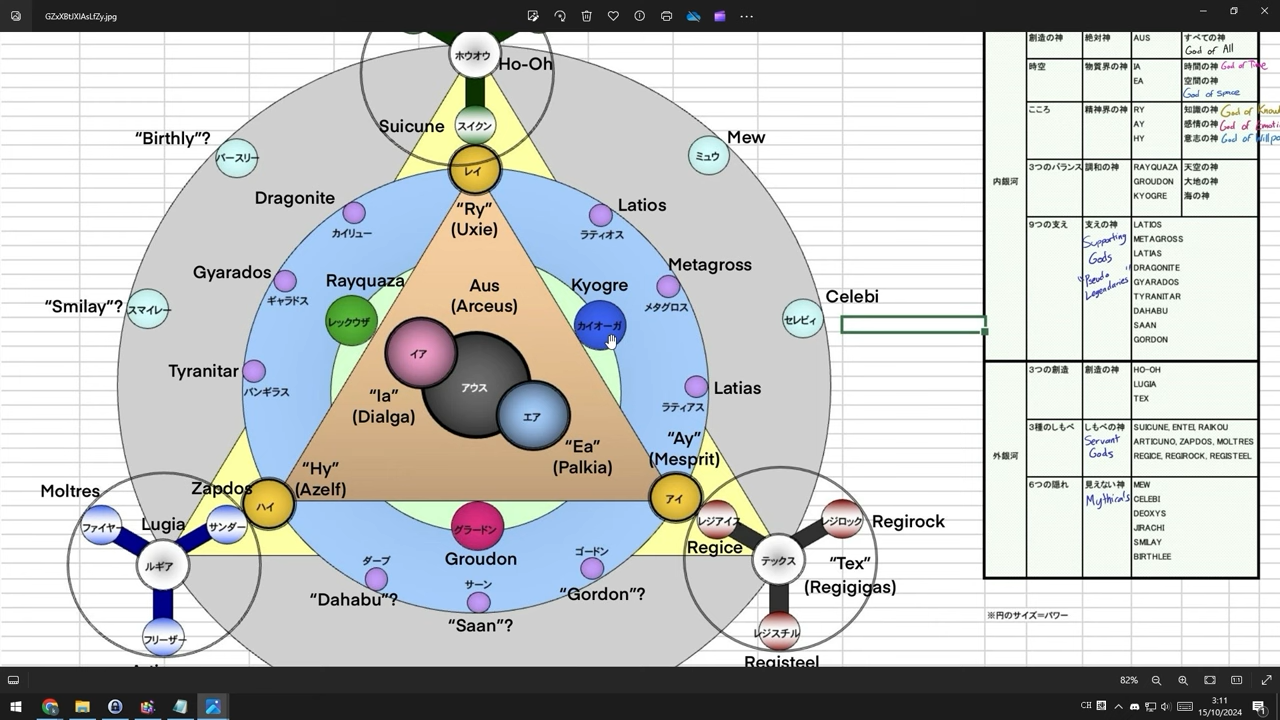 GZxXBtJXIAsLfZy.jpg
ホウオウ
Ho-Oh
Suicune
スイクン
レイ
"Ry"
(Uxie)
"Birthly"?
バースリー
Mew
ミュウ
Dragonite
カイリュー
Latios
ラティオス
Gyarados
ギャラドス
Rayquaza
レックウザ
Aus
(Arceus)
Kyogre
カイオーガ
Metagross
メタグロス
"Smilay"?
スマイレー
Celebi
セレビィ
イア
アウス
エア
Tyranitar
バンギラス
"Ia"
(Dialga)
"Ea"
(Palkia)
Latias
ラティアス
"Ay"
(Mesprit)
"Hy"
(Azelf)
ハイ
アイ
Moltres
ファイヤー
Zapdos
サンダー
Lugia
ルギア
フリーザー
グラードン
Groudon
レジアイス
Regice
レジロック
Regirock
テックス
"Tex"
(Regigigas)
レジスチル
Registeel
ダーブ
"Dahabu"?
サーン
"Saan"?
ゴードン
"Gordon"?
創造の神 絶対神 AUS すべての神
God of All
時空 物質界の神 IA 時間の神 God of Time
EA 空間の神
God of space
こころ 精神界の神 RY 知識の神 God of Know
AY 感情の神 God of Emoti
HY 意志の神 God of Willpo
内銀河
3つのバランス 調和の神 RAYQUAZA 天空の神
GROUDON 大地の神
KYOGRE 海の神
9つの支え 支えの神 LATIOS
Supporting
Gods
"Pseudo
Legendaries"
METAGROSS
LATIAS
DRAGONITE
GYARADOS
TYRANITAR
DAHABU
SAAN
GORDON
外銀河
3つの創造 創造の神 HO-OH
LUGIA
TEX
3種のしもべ しもべの神 SUICUNE, ENTEI, RAIKOU
Servant
Gods
ARTICUNO, ZAPDOS, MOLTRES
REGICE, REGIROCK, REGISTEEL
6つの隠れ 見えない神 MEW
Mythicals
CELEBI
DEOXYS
JIRACHI
SMILAY
BIRTHLEE
※円のサイズ=パワー
82%
CH
3:11
15/10/2024